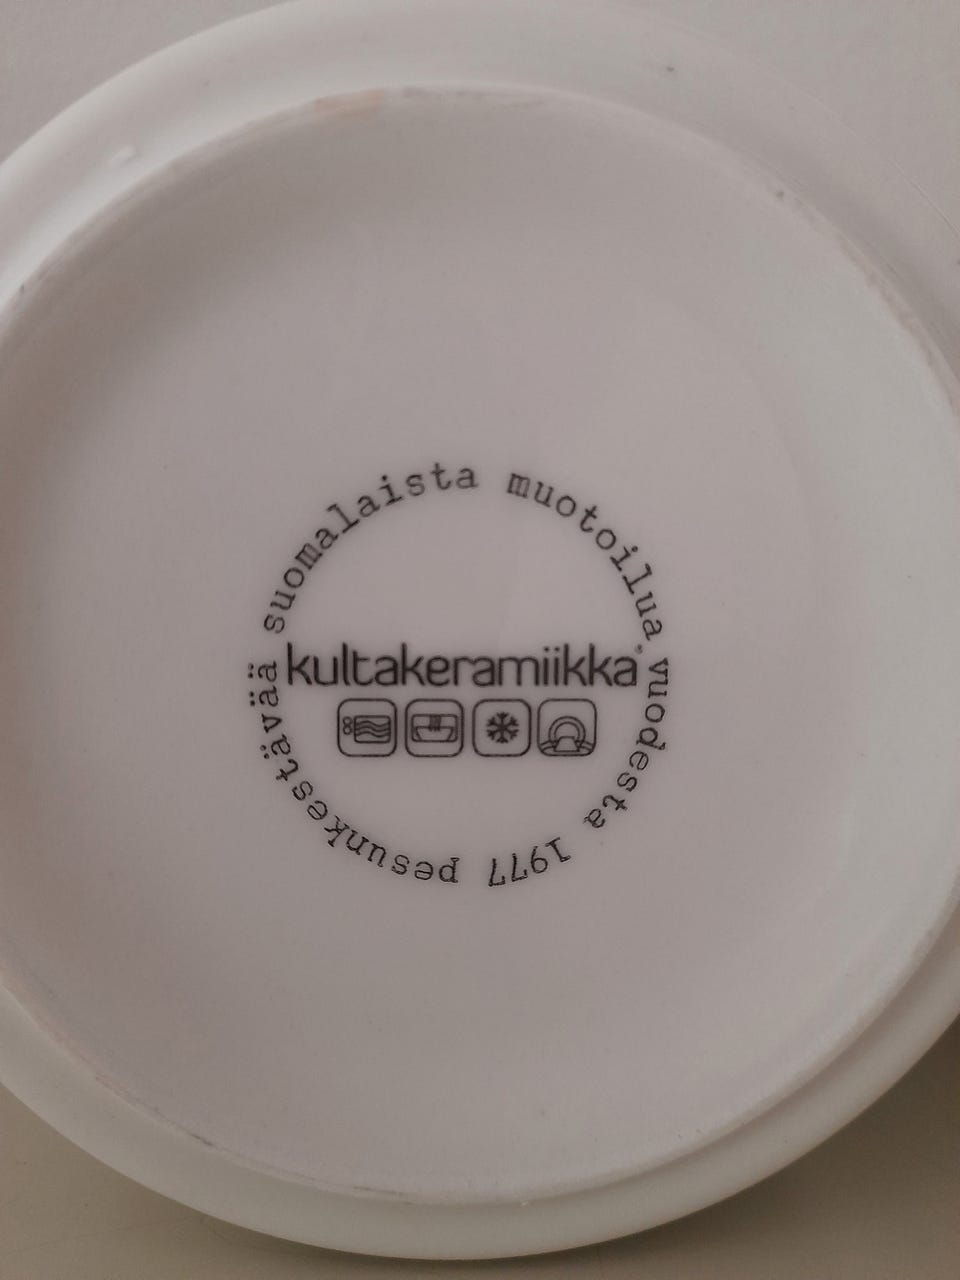 suomalaista muotoilua vuodesta 1977 pesunkestävää
kultakeramiikka®